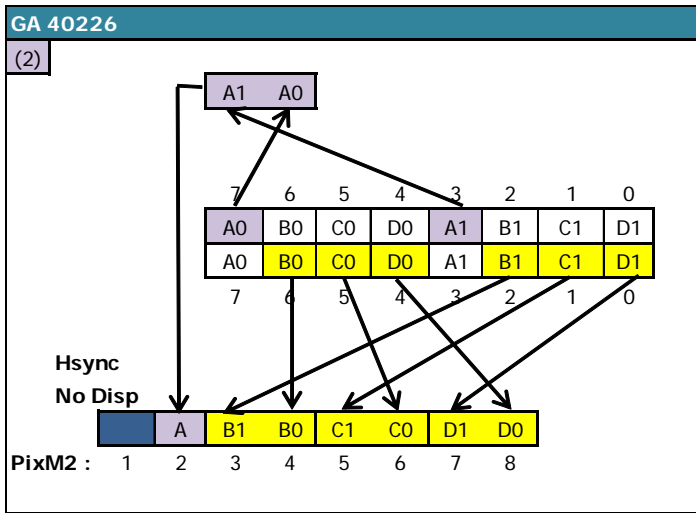 GA 40226
(2)
A1 A0
7 6 5 4 3 2 1 0
A0 B0 C0 D0 A1 B1 C1 D1
A0 B0 C0 D0 A1 B1 C1 D1
7 6 5 4 3 2 1 0
Hsync
No Disp
A B1 B0 C1 C0 D1 D0
PixM2 : 1 2 3 4 5 6 7 8